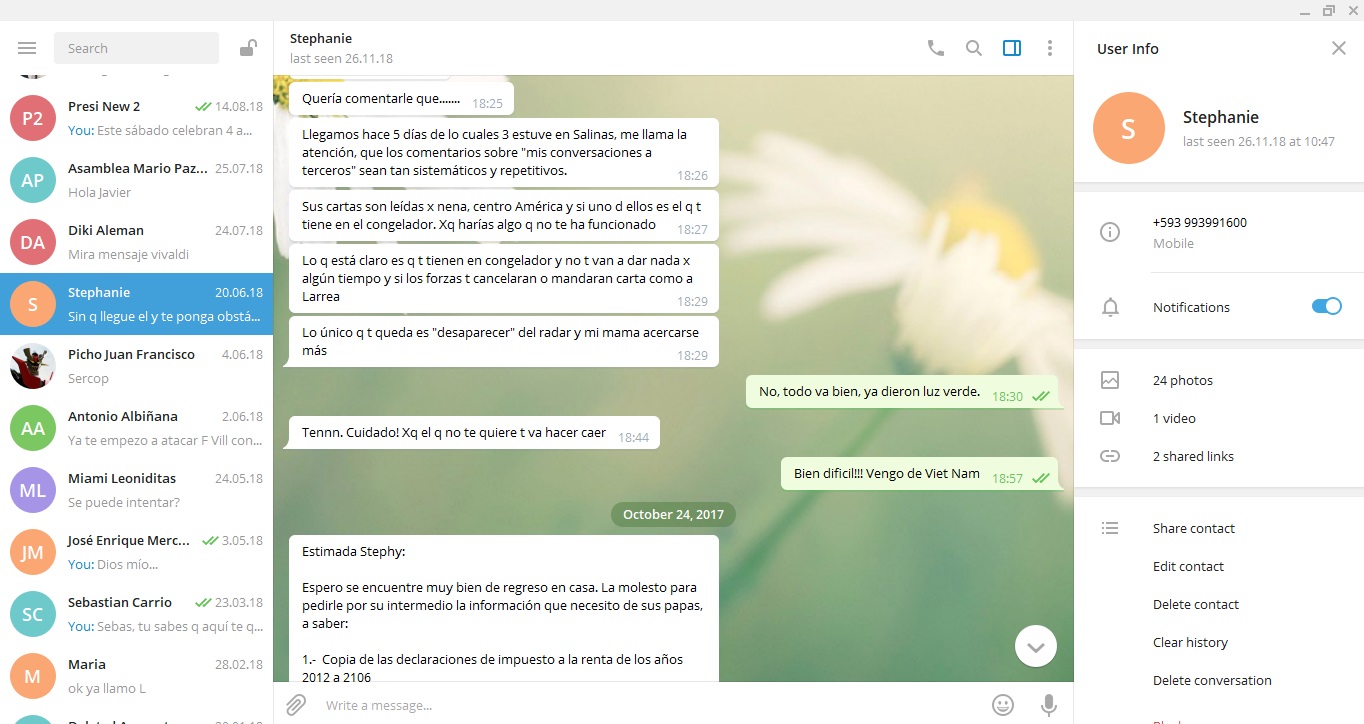 Search
Presi New 2
14.08.18
P2
You: Este sábado celebran 4 a...
Asamblea Mario Paz...
25.07.18
AP
Hola Javier
Diki Aleman
24.07.18
DA
Mira mensaje vivaldi
Stephanie
20.06.18
S
Sin q llegue el y te ponga obstá...
Picho Juan Francisco
4.06.18
Sercop
Antonio Albiñana
2.06.18
AA
Ya te empezo a atacar F Vill con...
Miami Leoniditas
24.05.18
ML
Se puede intentar?
José Enrique Merc...
3.05.18
JM
You: Dios mío...
Sebastian Carrio
23.03.18
SC
You: Sebas, tu sabes q aquí te q...
Maria
28.02.18
M
ok ya llamo L
Stephanie
last seen 26.11.18
Quería comentarle que.......
18:25
Llegamos hace 5 días de lo cuales 3 estuve en Salinas, me llama la
atención, que los comentarios sobre "mis conversaciones a
terceros" sean tan sistemáticos y repetitivos.
18:26
Sus cartas son leídas x nena, centro América y si uno d ellos es el q t
tiene en el congelador. Xq harías algo q no te ha funcionado
18:27
Lo q está claro es q t tienen en congelador y no t van a dar nada x
algún tiempo y si los forzas t cancelaran o mandaran carta como a
Larrea
18:29
Lo único q t queda es "desaparecer" del radar y mi mama acercarse
más
18:29
No, todo va bien, ya dieron luz verde.
18:30
Tennn. Cuidado! Xq el q no te quiere t va hacer caer
18:44
Bien dificil!!! Vengo de Viet Nam
18:57
October 24, 2017
Estimada Stephy:
Espero se encuentre muy bien de regreso en casa. La molesto para
pedirle por su intermedio la información que necesito de sus papas,
a saber:
1.- Copia de las declaraciones de impuesto a la renta de los años
2012 a 2106
Write a message...
User Info
S
Stephanie
last seen 26.11.18 at 10:47
+593 993991600
Mobile
Notifications
24 photos
1 video
2 shared links
Share contact
Edit contact
Delete contact
Clear history
Delete conversation